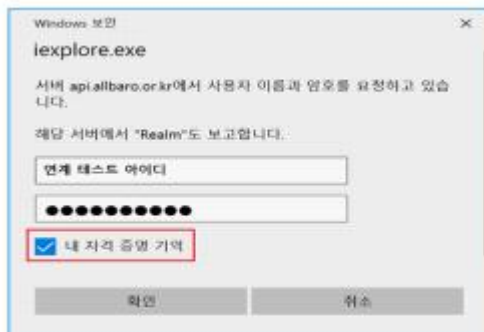 Windows 보안
iexplore.exe
서버 api.allbaro.or.kr에서 사용자 이름과 암호를 요청하고 있습
니다.
해당 서버에서 "Realm"도 보고합니다.
연계 테스트 아이디
●●●●●●●●●●
내 자격 증명 기억
확인
취소